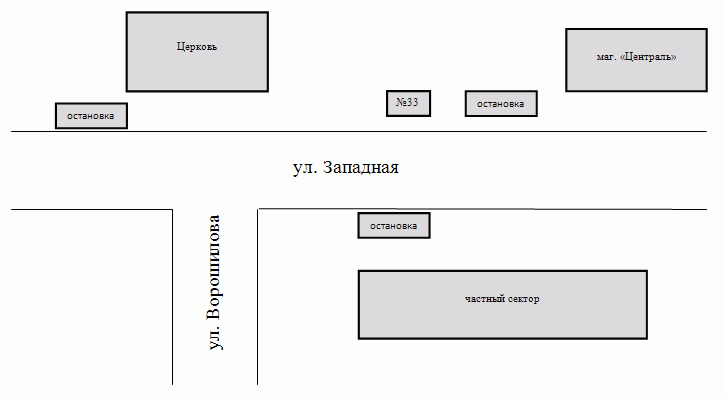 Церковь
маг. «Централь»
остановка
№33
остановка
ул. Западная
ул. Ворошилова
остановка
частный сектор